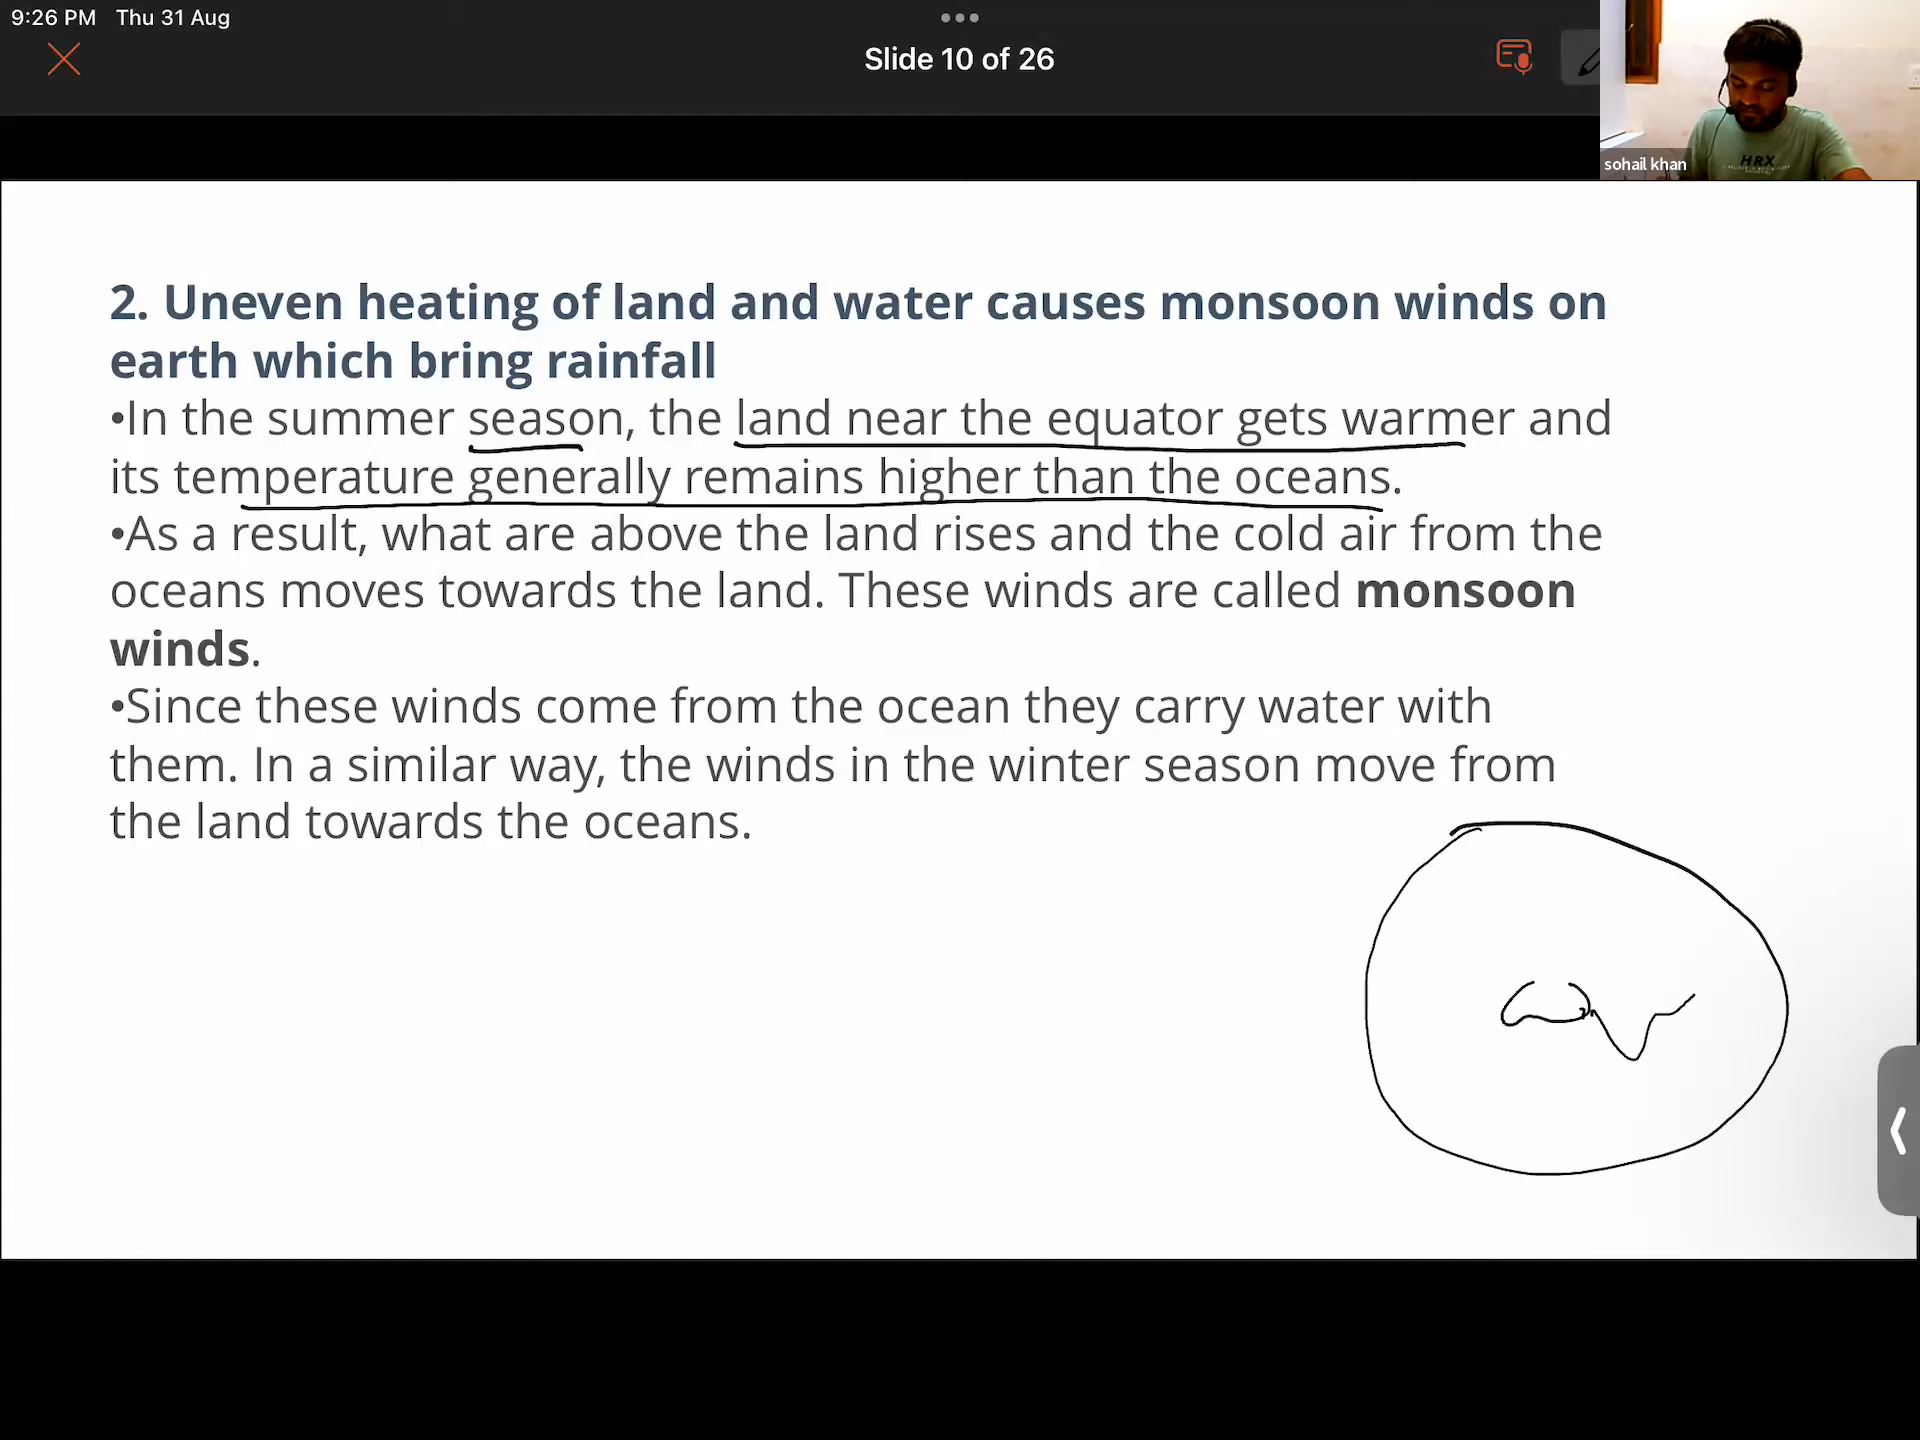 9:26 PM Thu 31 Aug
Slide 10 of 26
sohail khan
HRX
2. Uneven heating of land and water causes monsoon winds on
earth which bring rainfall
•In the summer season, the land near the equator gets warmer and
its temperature generally remains higher than the oceans.
•As a result, what are above the land rises and the cold air from the
oceans moves towards the land. These winds are called monsoon
winds.
•Since these winds come from the ocean they carry water with
them. In a similar way, the winds in the winter season move from
the land towards the oceans.